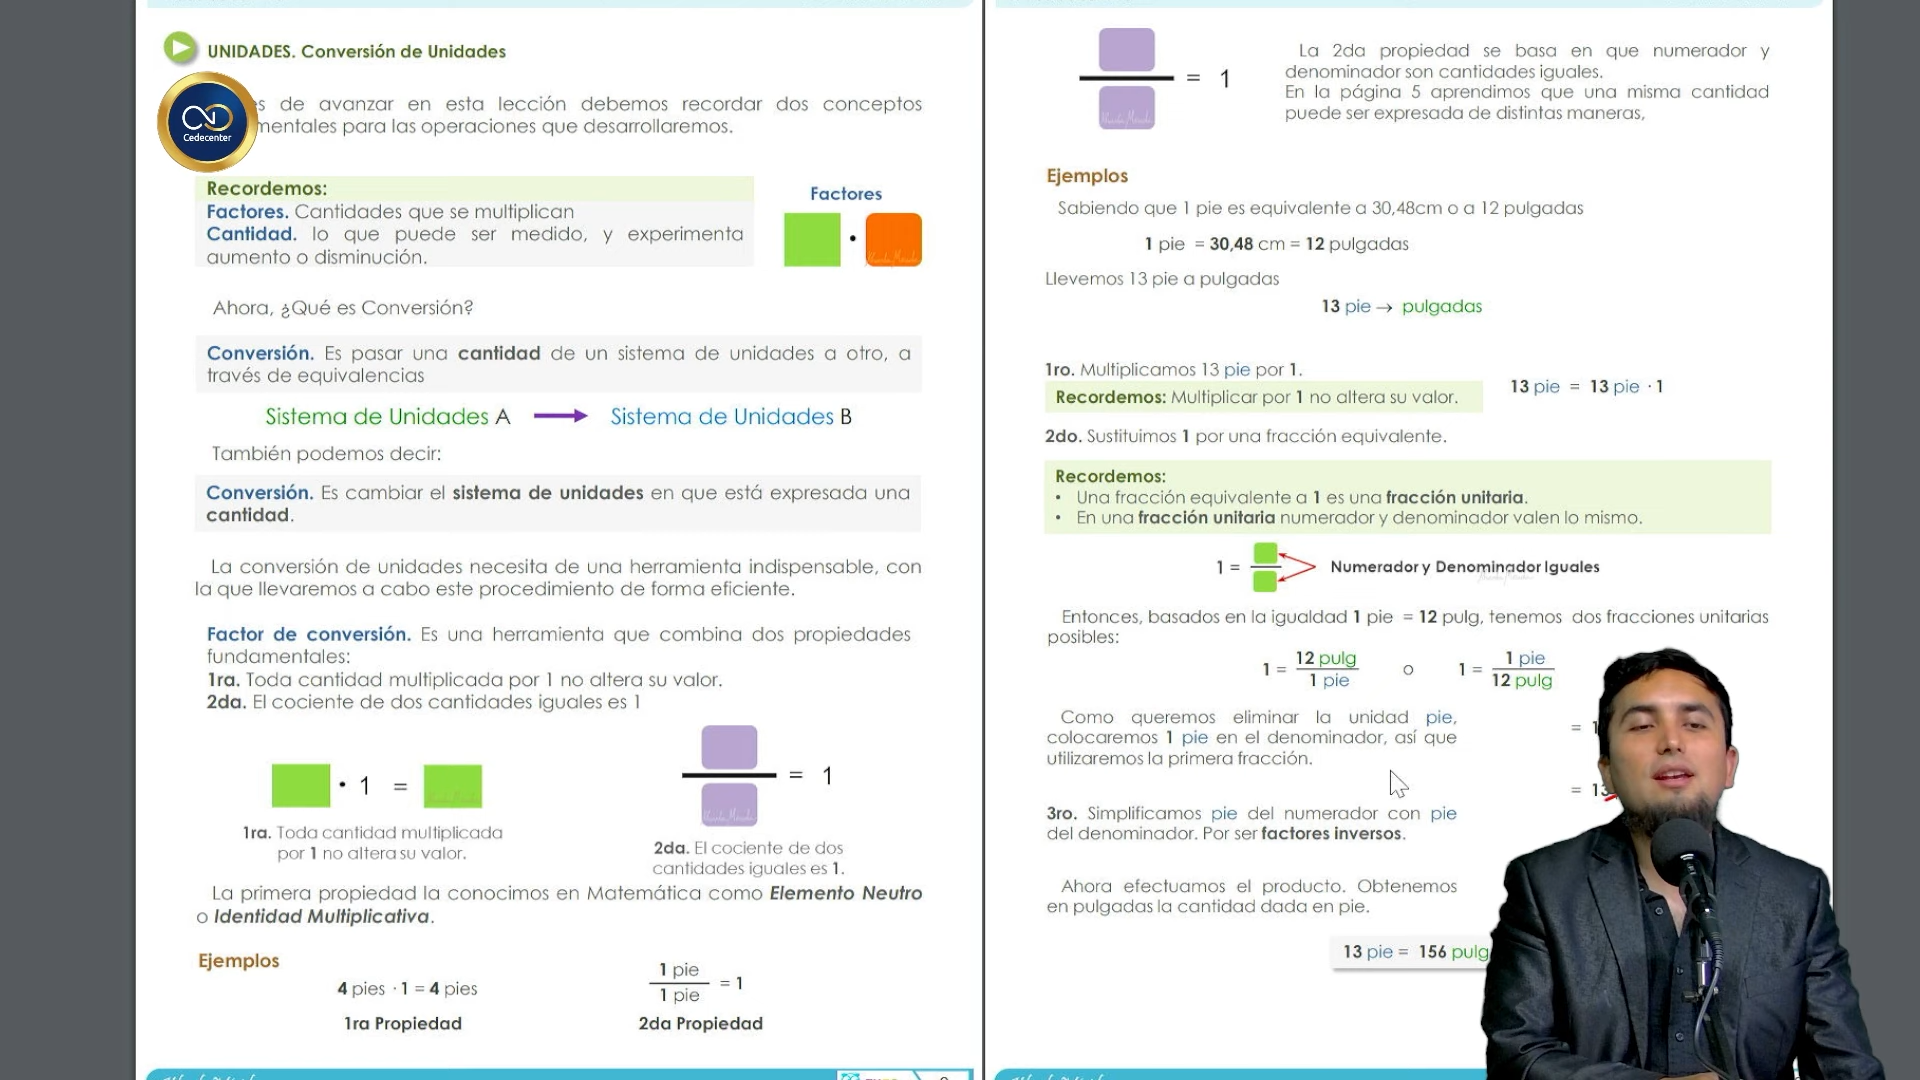 UNIDADES. Conversión de Unidades
de avanzar en esta lección debemos recordar dos conceptos
para las operaciones que desarrollaremos.
Cedecenter
Recordemos:
Factores. Cantidades que se multiplican
Cantidad. lo que puede ser medido, y experimenta
aumento o disminución.
Factores
Ahora, ¿Qué es Conversión?
Conversión. Es pasar una cantidad de un sistema de unidades a otro, a
través de equivalencias
Sistema de Unidades A Sistema de Unidades B
También podemos decir:
Conversión. Es cambiar el sistema de unidades en que está expresada una
cantidad.
La conversión de unidades necesita de una herramienta indispensable, con
la que llevaremos a cabo este procedimiento de forma eficiente.
Factor de conversión. Es una herramienta que combina dos propiedades
fundamentales:
1ra. Toda cantidad multiplicada por 1 no altera su valor.
2da. El cociente de dos cantidades iguales es 1
· 1 =
= 1
1ra. Toda cantidad multiplicada
por 1 no altera su valor.
2da. El cociente de dos
cantidades iguales es 1.
La primera propiedad la conocimos en Matemática como Elemento Neutro
o Identidad Multiplicativa.
Ejemplos
4 pies · 1 = 4 pies
1ra Propiedad
1 pie
1 pie
= 1
2da Propiedad
= 1
La 2da propiedad se basa en que numerador y
denominador son cantidades iguales.
En la página 5 aprendimos que una misma cantidad
puede ser expresada de distintas maneras,
Ejemplos
Sabiendo que 1 pie es equivalente a 30,48cm o a 12 pulgadas
1 pie = 30,48 cm = 12 pulgadas
Llevemos 13 pie a pulgadas
13 pie → pulgadas
1ro. Multiplicamos 13 pie por 1.
Recordemos: Multiplicar por 1 no altera su valor.
13 pie = 13 pie · 1
2do. Sustituimos 1 por una fracción equivalente.
Recordemos:
• Una fracción equivalente a 1 es una fracción unitaria.
• En una fracción unitaria numerador y denominador valen lo mismo.
1 =
Numerador y Denominador Iguales
Entonces, basados en la igualdad 1 pie = 12 pulg, tenemos dos fracciones unitarias
posibles:
1 = 12 pulg
1 pie
o
1 = 1 pie
12 pulg
Como queremos eliminar la unidad pie,
colocaremos 1 pie en el denominador, así que
utilizaremos la primera fracción.
3ro. Simplificamos pie del numerador con pie
del denominador. Por ser factores inversos.
Ahora efectuamos el producto. Obtenemos
en pulgadas la cantidad dada en pie.
13 pie = 156 pulg